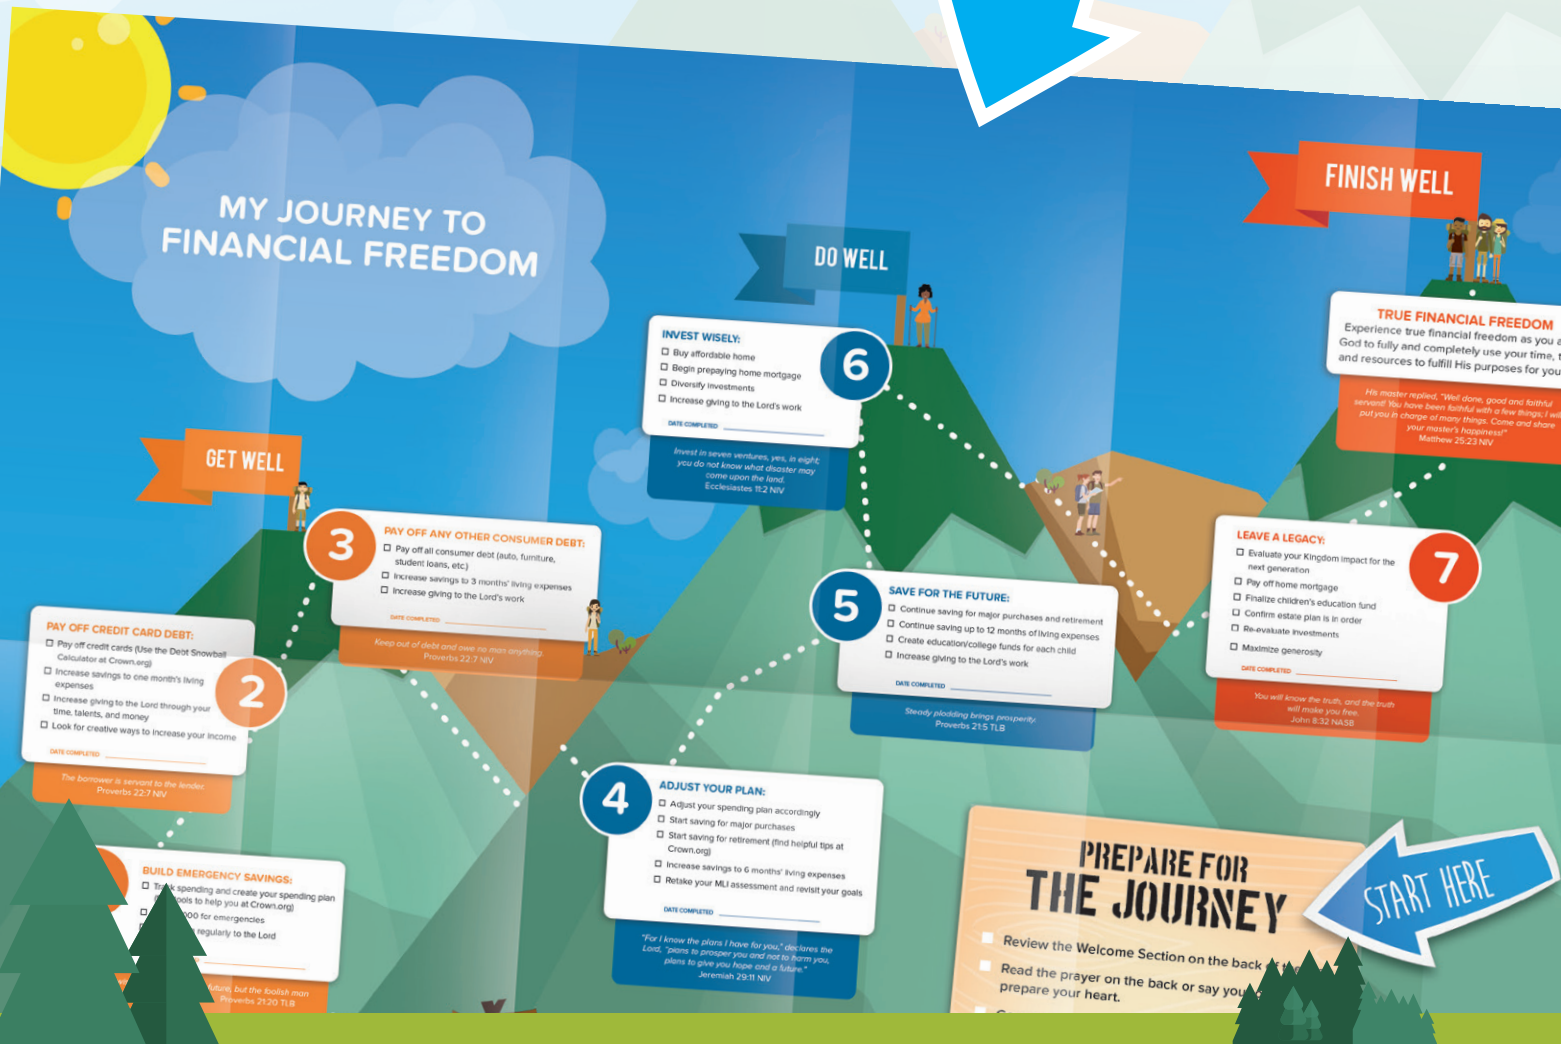 MY JOURNEY TO
FINANCIAL FREEDOM
GET WELL
DO WELL
FINISH WELL
BUILD EMERGENCY SAVINGS:
spending and create your spending plan
to help you at Crown.org)
for emergencies
regularly to the Lord
but the foolish man
Proverbs 21:20 TLB
2
PAY OFF CREDIT CARD DEBT:
Pay off credit cards (Use the Debt Snowball
Calculator at Crown.org)
Increase savings to one month's living
expenses
Increase giving to the Lord through your
time, talents, and money
Look for creative ways to increase your income
DATE COMPLETED
The borrower is servant to the lender.
Proverbs 22:7 NIV
3
PAY OFF ANY OTHER CONSUMER DEBT:
Pay off all consumer debt (auto, furniture,
student loans, etc.)
Increase savings to 3 months' living expenses
Increase giving to the Lord's work
DATE COMPLETED
Keep out of debt and owe no man anything.
Proverbs 22:7 NIV
4
ADJUST YOUR PLAN:
Adjust your spending plan accordingly
Start saving for major purchases
Start saving for retirement (find helpful tips at
Crown.org)
Increase savings to 6 months' living expenses
Retake your MLI assessment and revisit your goals
DATE COMPLETED
"For I know the plans I have for you," declares the
Lord, "plans to prosper you and not to harm you,
plans to give you hope and a future."
Jeremiah 29:11 NIV
5
SAVE FOR THE FUTURE:
Continue saving for major purchases and retirement
Continue saving up to 12 months of living expenses
Create education/college funds for each child
Increase giving to the Lord's work
DATE COMPLETED
Steady plodding brings prosperity.
Proverbs 21:5 TLB
6
INVEST WISELY:
Buy affordable home
Begin prepaying home mortgage
Diversify investments
Increase giving to the Lord's work
DATE COMPLETED
Invest in seven ventures, yes, in eight;
you do not know what disaster may
come upon the land.
Ecclesiastes 11:2 NIV
7
LEAVE A LEGACY:
Evaluate your Kingdom impact for the
next generation
Pay off home mortgage
Finalize children's education fund
Confirm estate plan is in order
Re-evaluate investments
Maximize generosity
DATE COMPLETED
You will know the truth, and the truth
will make you free.
John 8:32 NASB
TRUE FINANCIAL FREEDOM
Experience true financial freedom as you
God to fully and completely use your time,
and resources to fulfill His purposes for
His master replied, "Well done, good and faithful
servant! You have been faithful with a few things; I will
put you in charge of many things. Come and share
your master's happiness!"
Matthew 25:23 NIV
PREPARE FOR
THE JOURNEY
Review the Welcome Section on the back
Read the prayer on the back or say
prepare your heart.
START HERE